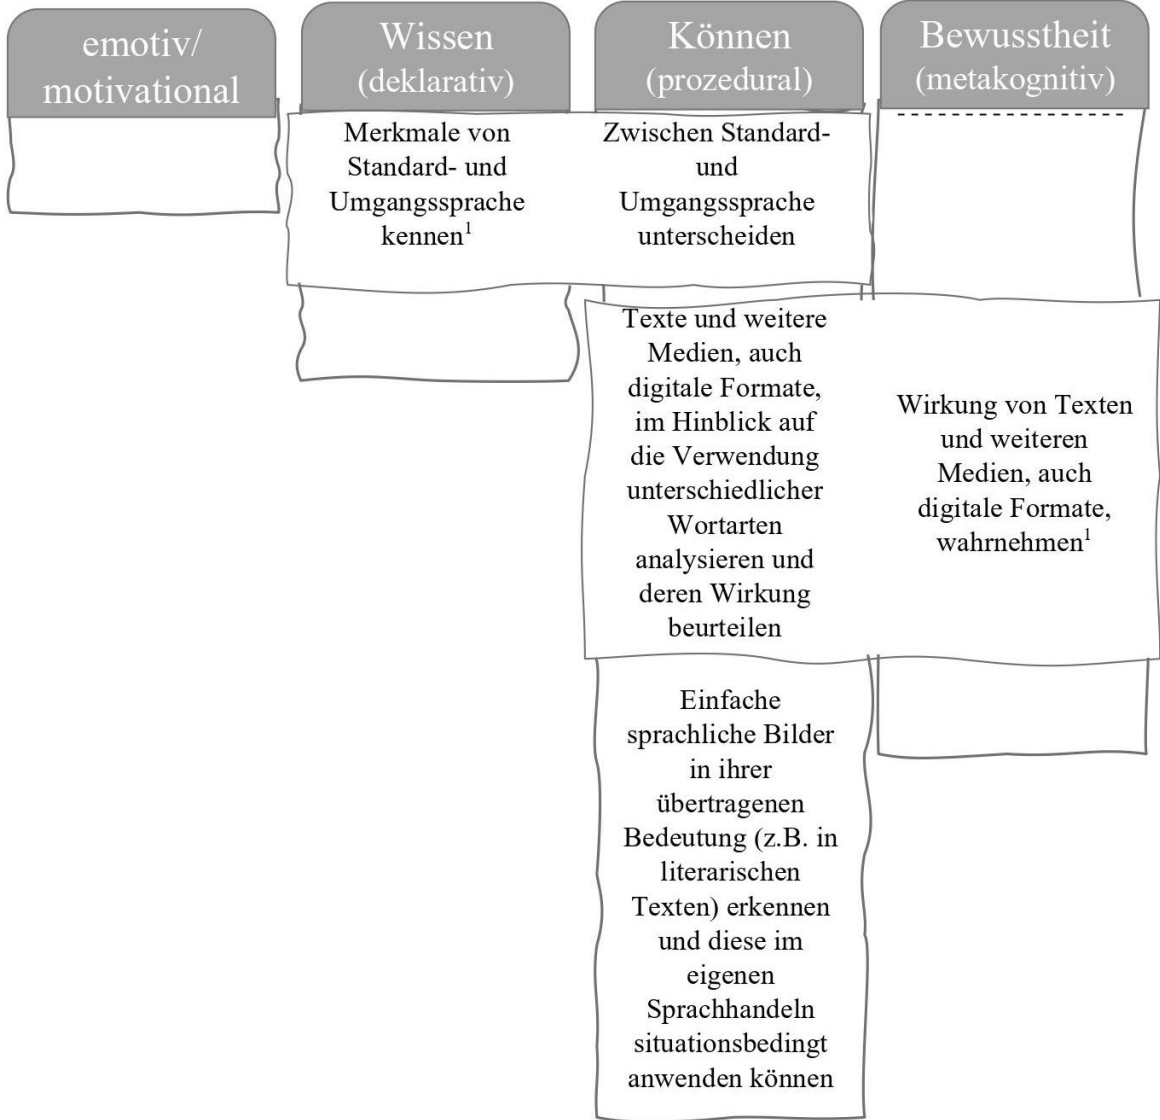 emotiv/
motivational
Wissen
(deklarativ)
Können
(prozedural)
Bewusstheit
(metakognitiv)
Merkmale von
Standard- und
Umgangssprache
kennen¹
Zwischen Standard-
und
Umgangssprache
unterscheiden
Texte und weitere
Medien, auch
digitale Formate,
im Hinblick auf
die Verwendung
unterschiedlicher
Wortarten
analysieren und
deren Wirkung
beurteilen
Wirkung von Texten
und weiteren
Medien, auch
digitale Formate,
wahrnehmen¹
Einfache
sprachliche Bilder
in ihrer
übertragenen
Bedeutung (z.B. in
literarischen
Texten) erkennen
und diese im
eigenen
Sprachhandeln
situationsbedingt
anwenden können